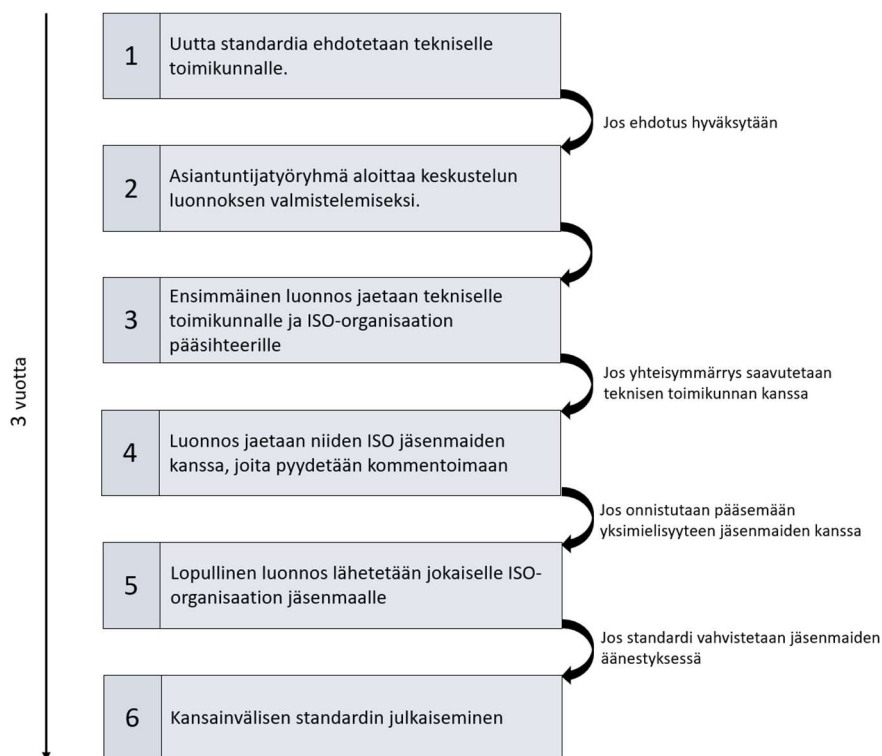 1
Uutta standardia ehdotetaan tekniselle
toimikunnalle.
Jos ehdotus hyväksytään
2
Asiantuntijatyöryhmä aloittaa keskustelun
luonnoksen valmistelemiseksi.
3
Ensimmäinen luonnos jaetaan tekniselle
toimikunnalle ja ISO-organisaation
pääsihteerille
Jos yhteisymmärrys saavutetaan
teknisen toimikunnan kanssa
3 vuotta
4
Luonnos jaetaan niiden ISO jäsenmaiden
kanssa, joita pyydetään kommentoimaan
Jos onnistutaan pääsemään
yksimielisyyteen jäsenmaiden kanssa
5
Lopullinen luonnos lähetetään jokaiselle ISO-
organisaation jäsenmaalle
Jos standardi vahvistetaan jäsenmaiden
äänestyksessä
6
Kansainvälisen standardin julkaiseminen